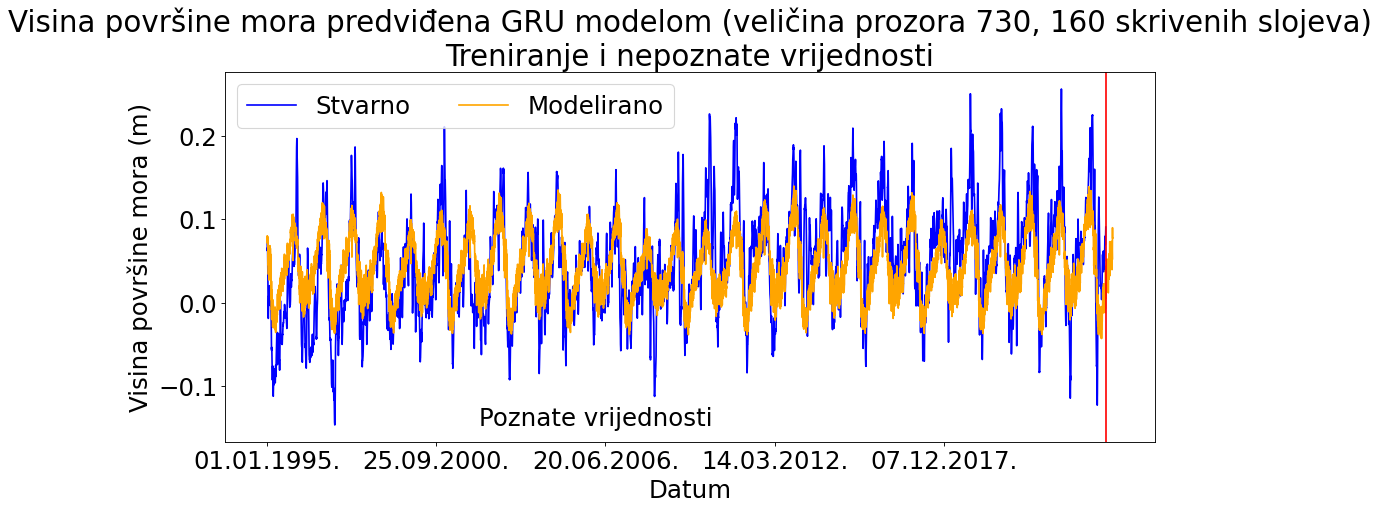 Visina površine mora predviđena GRU modelom (veličina prozora 730, 160 skrivenih slojeva)
Treniranje i nepoznate vrijednosti
Stvarno Modelirano
Visina površine mora (m)
0.2
0.1
0.0
−0.1
Poznate vrijednosti
01.01.1995. 25.09.2000. 20.06.2006. 14.03.2012. 07.12.2017.
Datum